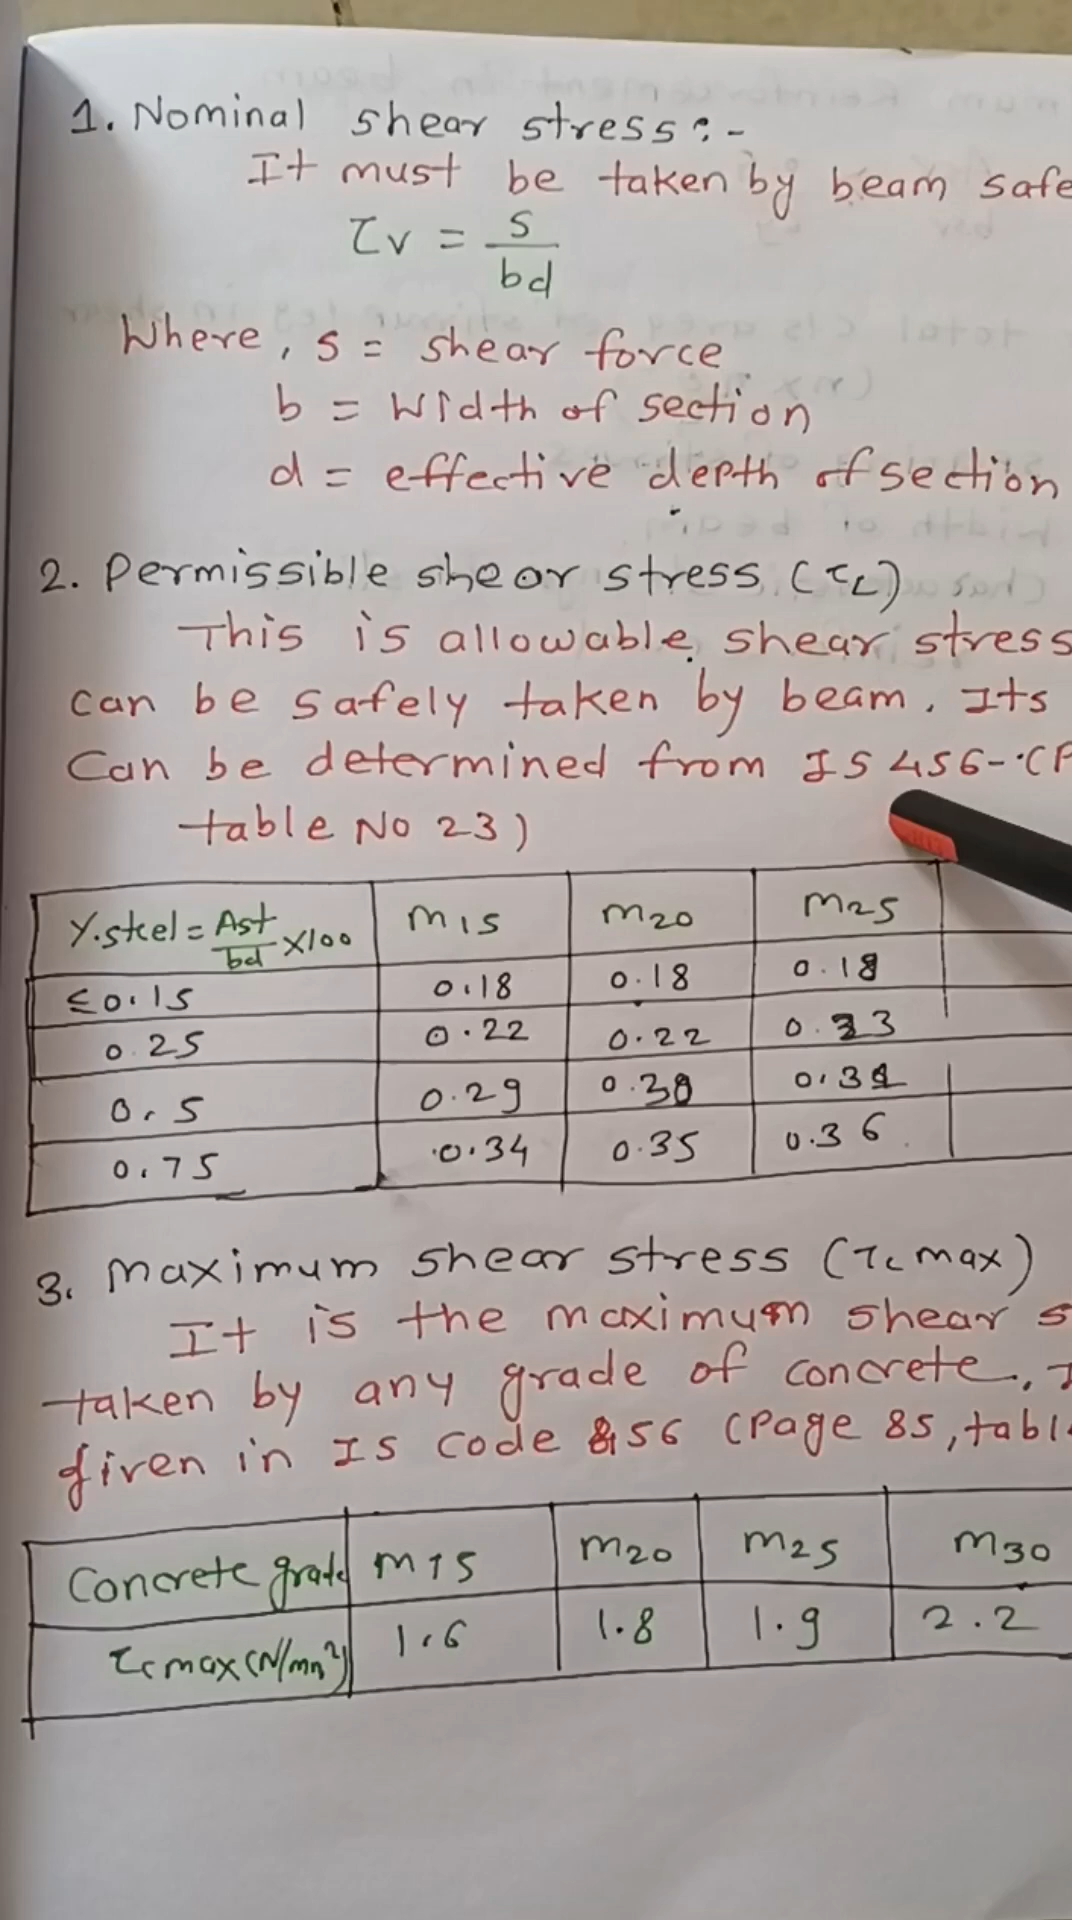 1. Nominal shear stress:-
It must be taken by beam safe
τv = S
bd
Where, s = shear force
b = width of section
d = effective depth of section
2. Permissible shear stress (τc)
This is allowable shear stress
can be safely taken by beam. Its
Can be determined from IS 456-(P
table No 23)
%steel = Ast/bd x100 M15 M20 M25
≤0.15 0.18 0.18 0.18
0.25 0.22 0.22 0.23
0.5 0.29 0.30
0.75 0.34 0.35 0.36
3. Maximum shear stress (τc max)
It is the maximum shear s
taken by any grade of concrete,
given in IS code 456 (Page 85, tabl
Concrete grade M15 M20 M25 M30
τc max (N/mm²) 1.6 1.8 1.9 2.2